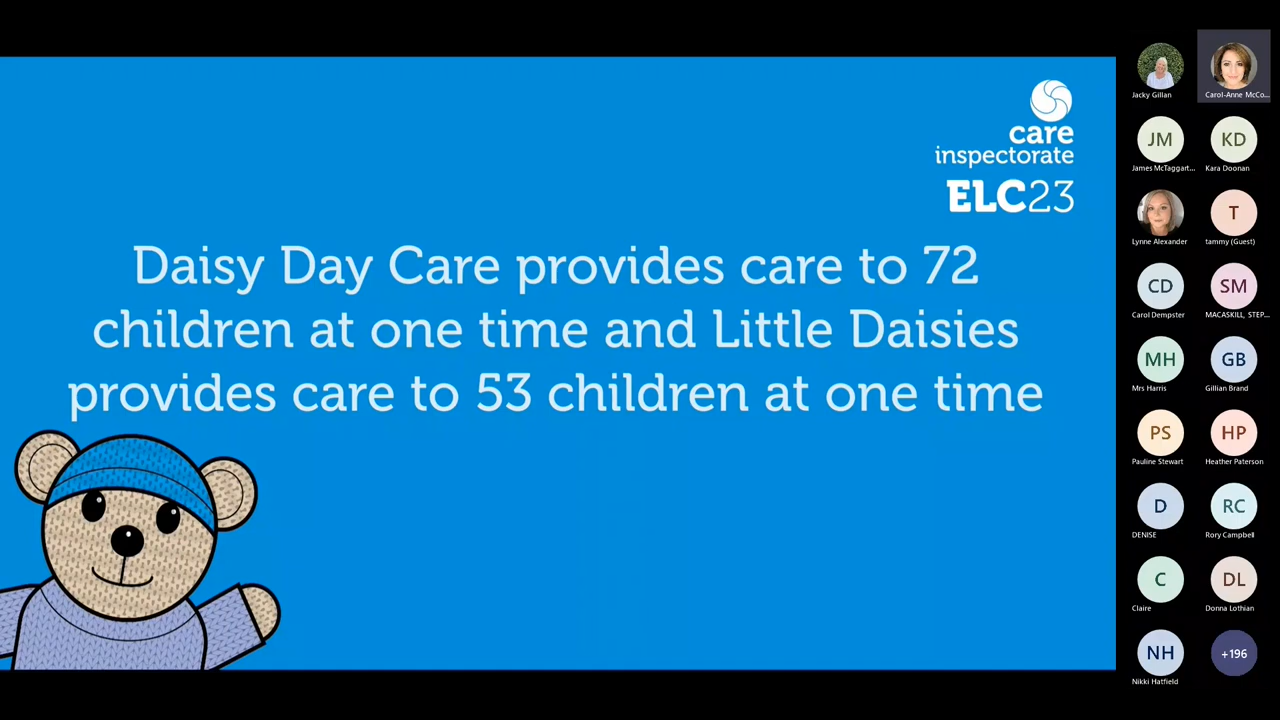 care
inspectorate
ELC23
Daisy Day Care provides care to 72
children at one time and Little Daisies
provides care to 53 children at one time
Jacky Gillan
Carol-Anne McCo...
JM
KD
James McTaggart...
Kara Doonan
T
Lynne Alexander
tammy (Guest)
CD
SM
Carol Dempster
MACASKILL, STEP...
MH
GB
Mrs Harris
Gillian Brand
PS
HP
Pauline Stewart
Heather Paterson
D
RC
DENISE
Rory Campbell
C
DL
Claire
Donna Lothian
NH
+196
Nikki Hatfield